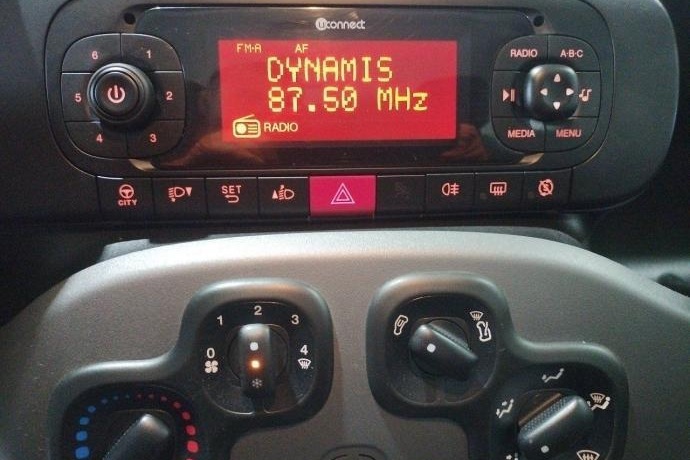 uconnect
FM-A AF
DYNAMIS
87.50 MHz
RADIO
6 1
5 2
4 3
RADIO A·B·C
MEDIA MENU
CITY
SET
0 1 2 3 4